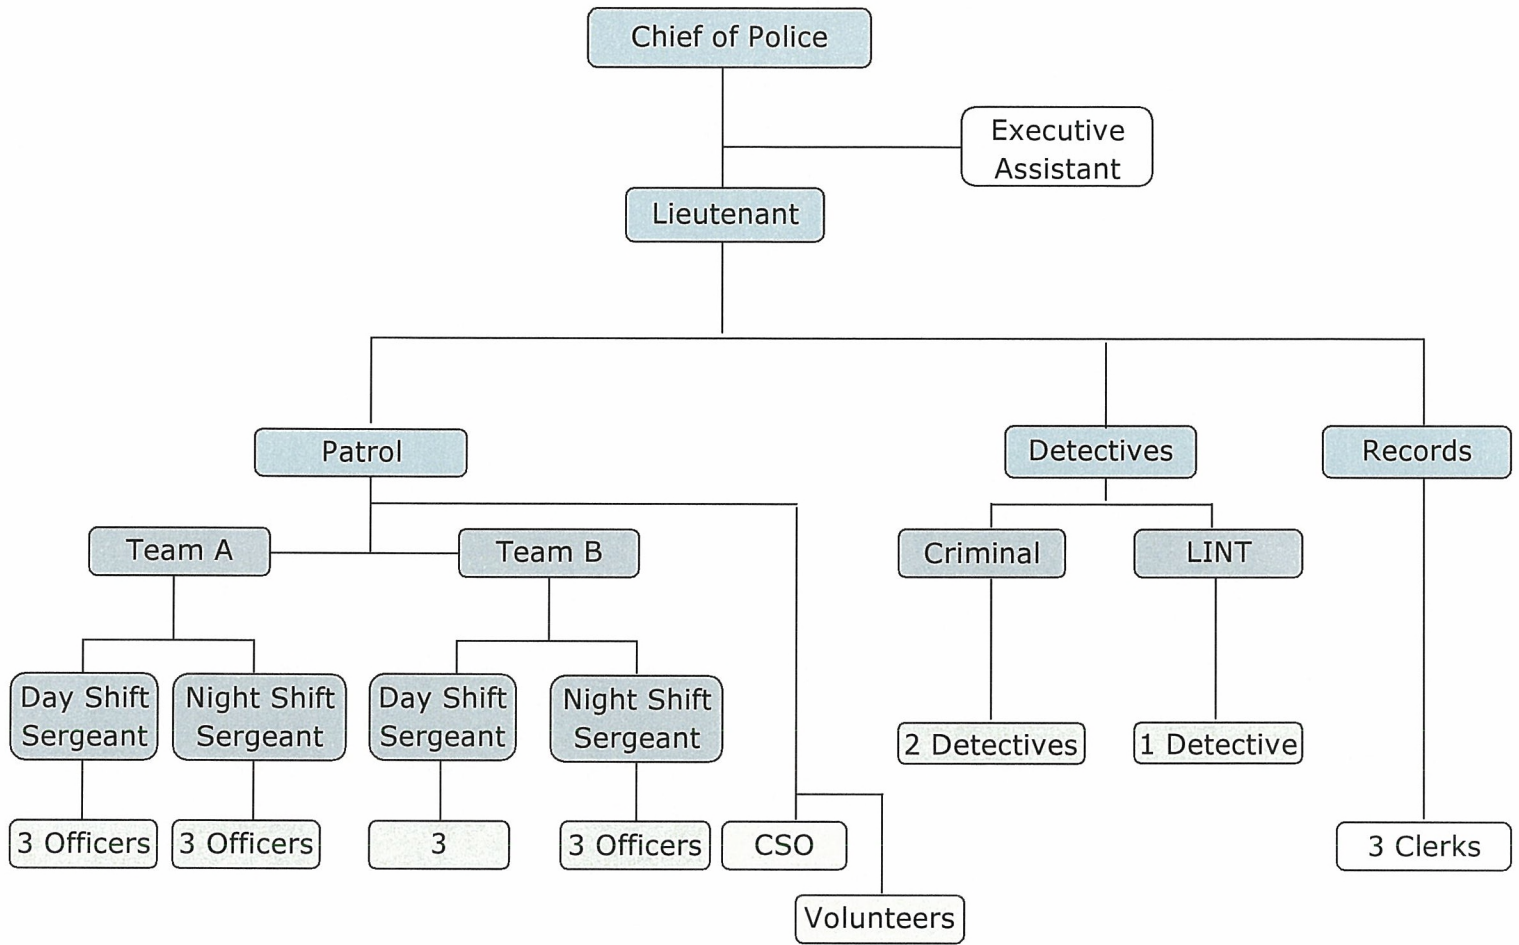 Chief of Police
Executive
Assistant
Lieutenant
Patrol
Detectives
Records
Team A
Team B
Criminal
LINT
Day Shift
Sergeant
Night Shift
Sergeant
Day Shift
Sergeant
Night Shift
Sergeant
2 Detectives
1 Detective
3 Officers
3 Officers
3
3 Officers
CSO
3 Clerks
Volunteers